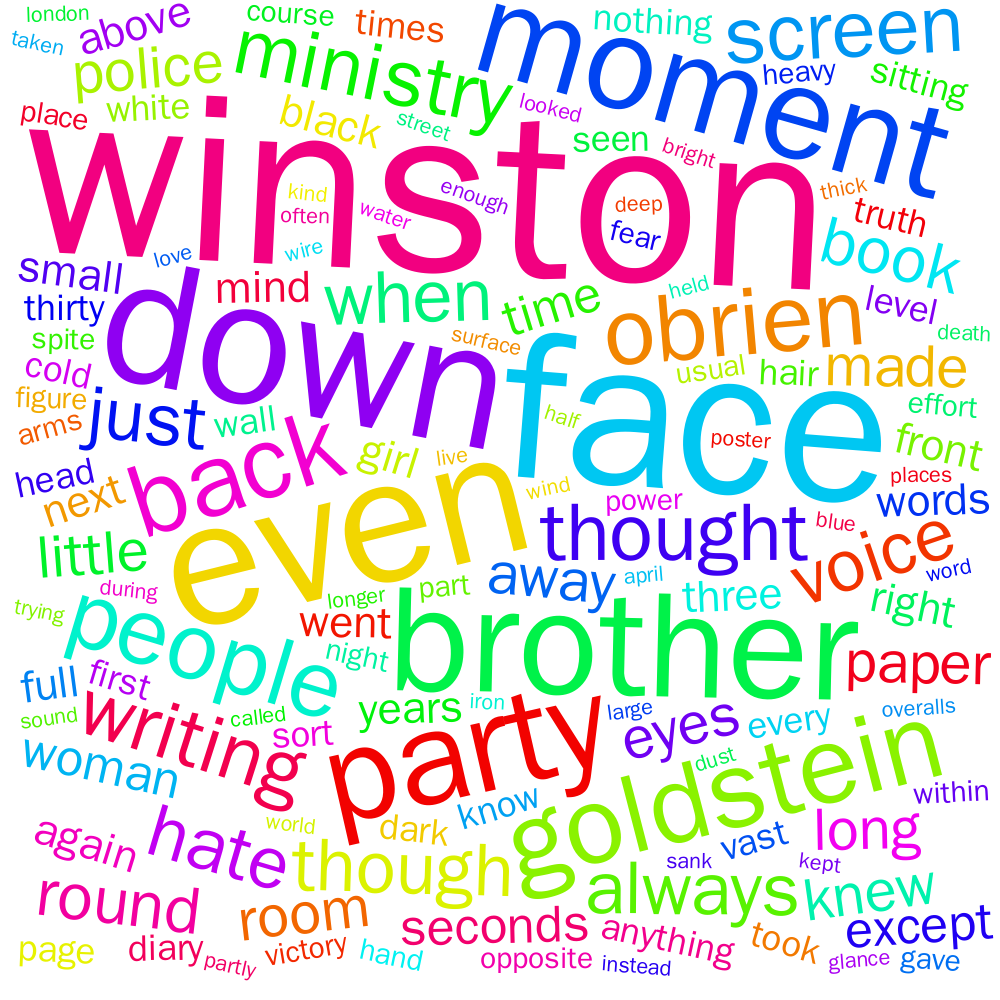 london
course
times
nothing
moment
screen
taken
above
ministry
heavy
sitting
police
looked
white
black
street
seen
bright
place
winston
enough
thick
kind
deep
truth
often
water
fear
book
love
wire
small
mind
when
time
held
level
thirty
down
obrien
death
spite
surface
usual
hair
made
cold
face
figure
just
wall
half
effort
arms
back
girl
poster
front
head
live
places
next
even
wind
power
words
little
thought
blue
voice
away
april
word
during
part
three
right
trying
people
longer
went
brother
night
paper
full
first
years
iron
large
overalls
sound
writing
called
sort
party
eyes
every
woman
dust
goldstein
within
know
again
hate
world
dark
vast
long
though
sank
kept
always
knew
round
room
seconds
anything
except
page
diary
victory
hand
took
partly
opposite
instead
glance
gave